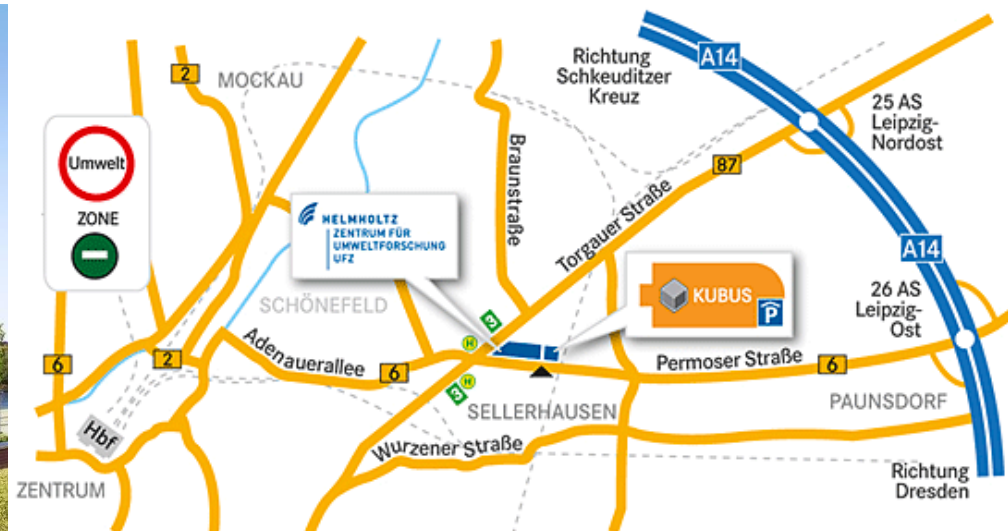 2
MOCKAU
Umwelt
ZONE
Richtung
Schkeuditzer
Kreuz
A14
25 AS
Leipzig-
Nordost
87
Braunstraße
Torgauer Straße
HELMHOLTZ
ZENTRUM FÜR
UMWELTFORSCHUNG
UFZ
A14
SCHÖNEFELD
KUBUS
P
26 AS
Leipzig-
Ost
3
H
6
2
Adenauerallee
6
Permoser Straße
6
H
3
SELLERHAUSEN
PAUNSDORF
Hbf
Wurzener Straße
ZENTRUM
Richtung
Dresden